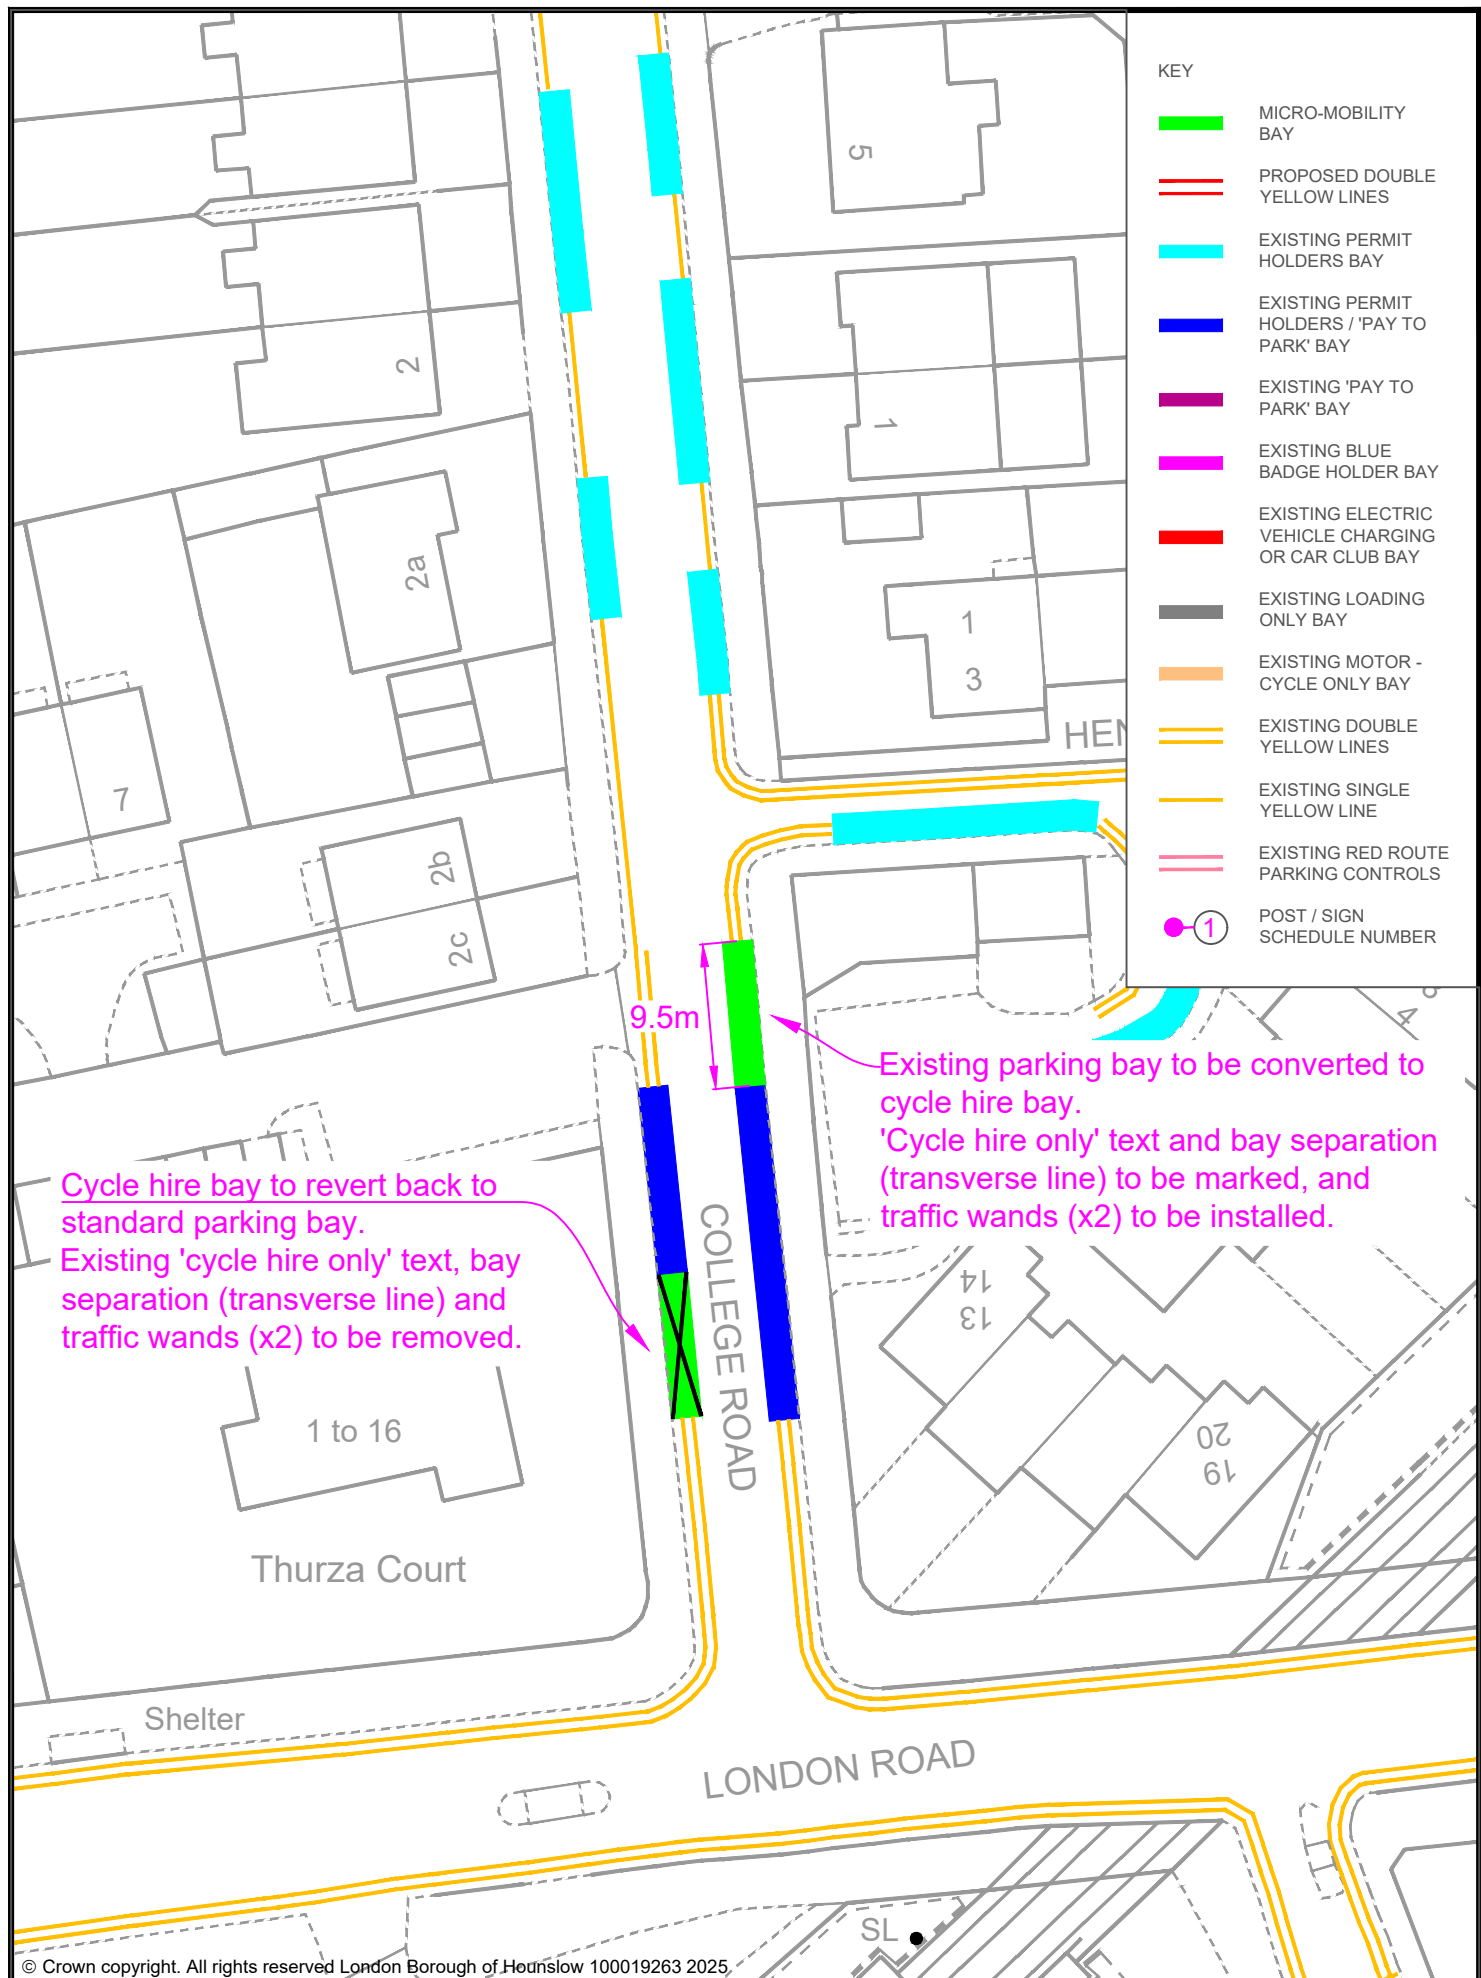 KEY
MICRO-MOBILITY
BAY
PROPOSED DOUBLE
YELLOW LINES
EXISTING PERMIT
HOLDERS BAY
EXISTING PERMIT
HOLDERS / 'PAY TO
PARK' BAY
EXISTING 'PAY TO
PARK' BAY
EXISTING BLUE
BADGE HOLDER BAY
EXISTING ELECTRIC
VEHICLE CHARGING
OR CAR CLUB BAY
EXISTING LOADING
ONLY BAY
EXISTING MOTOR -
CYCLE ONLY BAY
EXISTING DOUBLE
YELLOW LINES
EXISTING SINGLE
YELLOW LINE
EXISTING RED ROUTE
PARKING CONTROLS
1
POST / SIGN
SCHEDULE NUMBER
5
2
1
2a
1
3
HEN
7
2b
2c
4
9.5m
Existing parking bay to be converted to
cycle hire bay.
'Cycle hire only' text and bay separation
(transverse line) to be marked, and
traffic wands (x2) to be installed.
Cycle hire bay to revert back to
standard parking bay.
Existing 'cycle hire only' text, bay
separation (transverse line) and
traffic wands (x2) to be removed.
COLLEGE ROAD
14
13
20
19
1 to 16
Thurza Court
Shelter
LONDON ROAD
SL
© Crown copyright. All rights reserved London Borough of Hounslow 100019263 2025